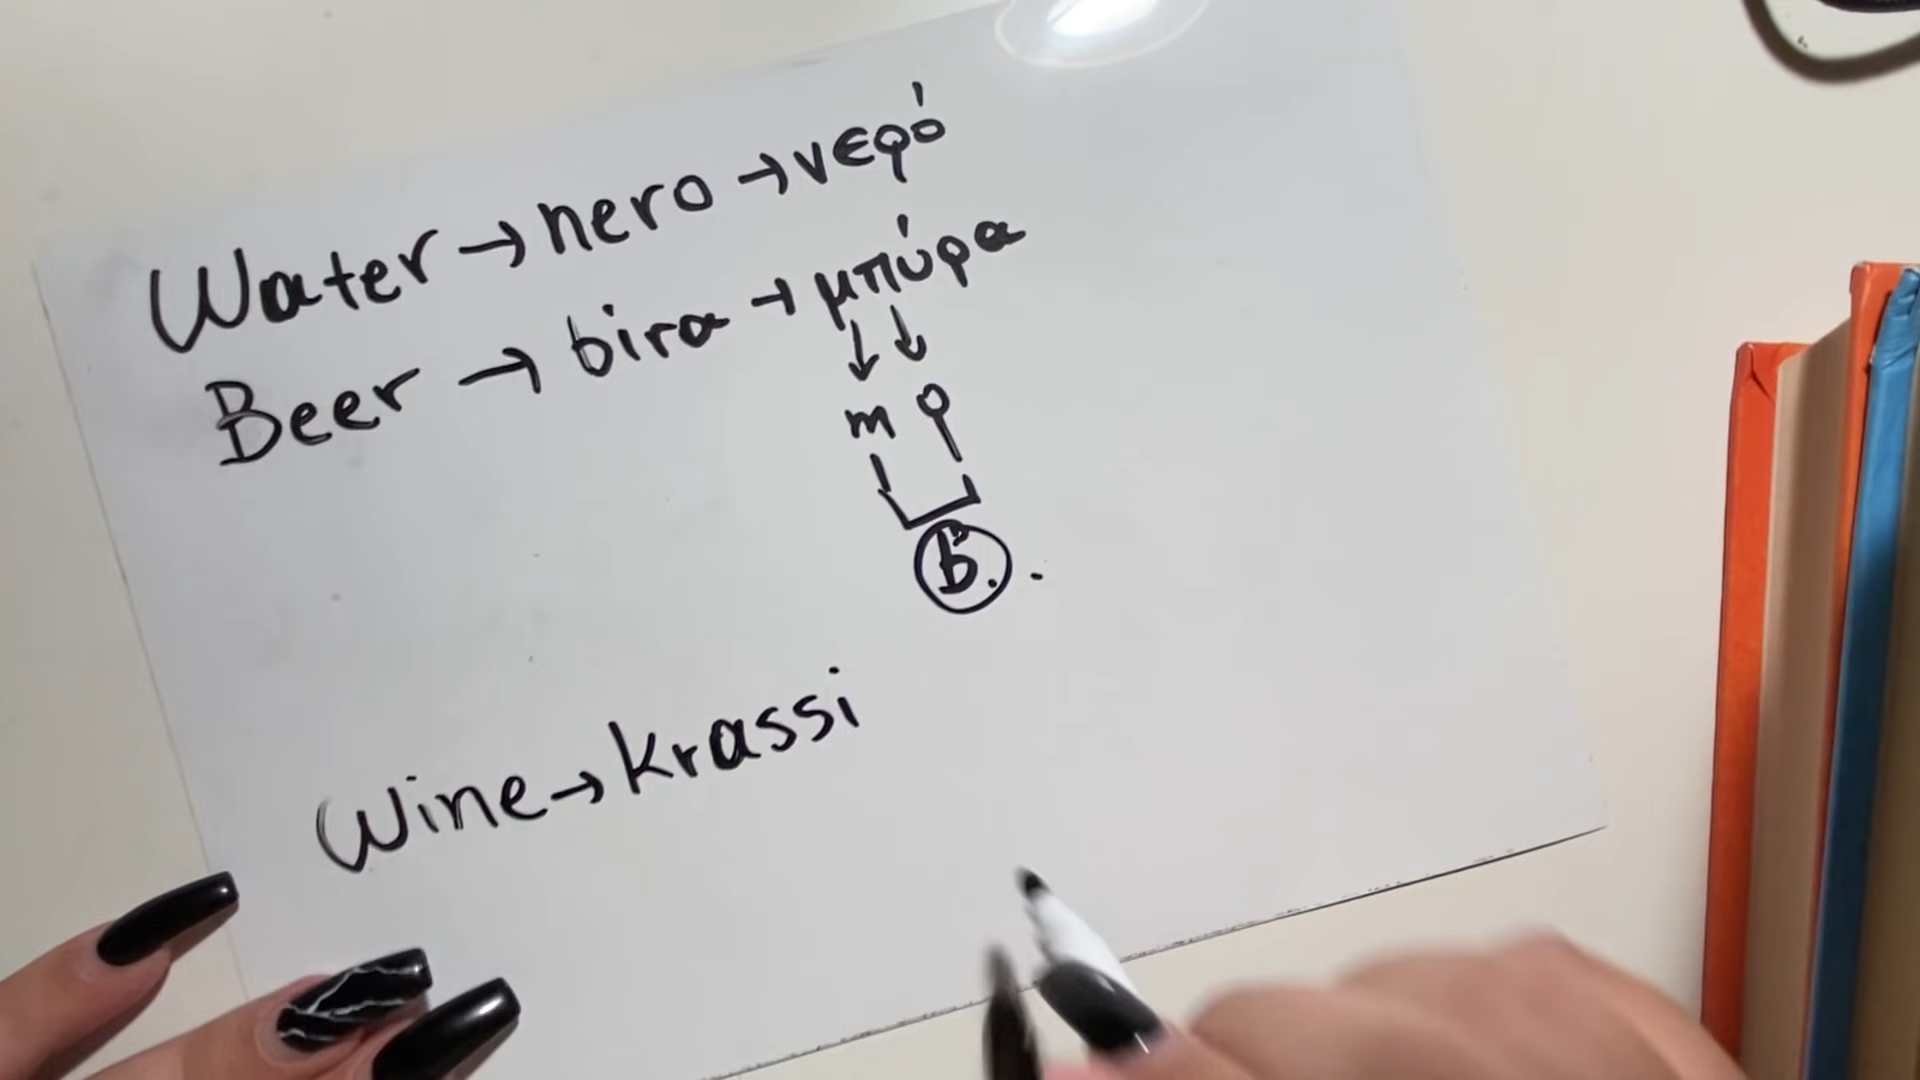 Water → nero → νερό
Beer → bira → μπύρα
↓ ↓
m p
b.
Wine → krassi